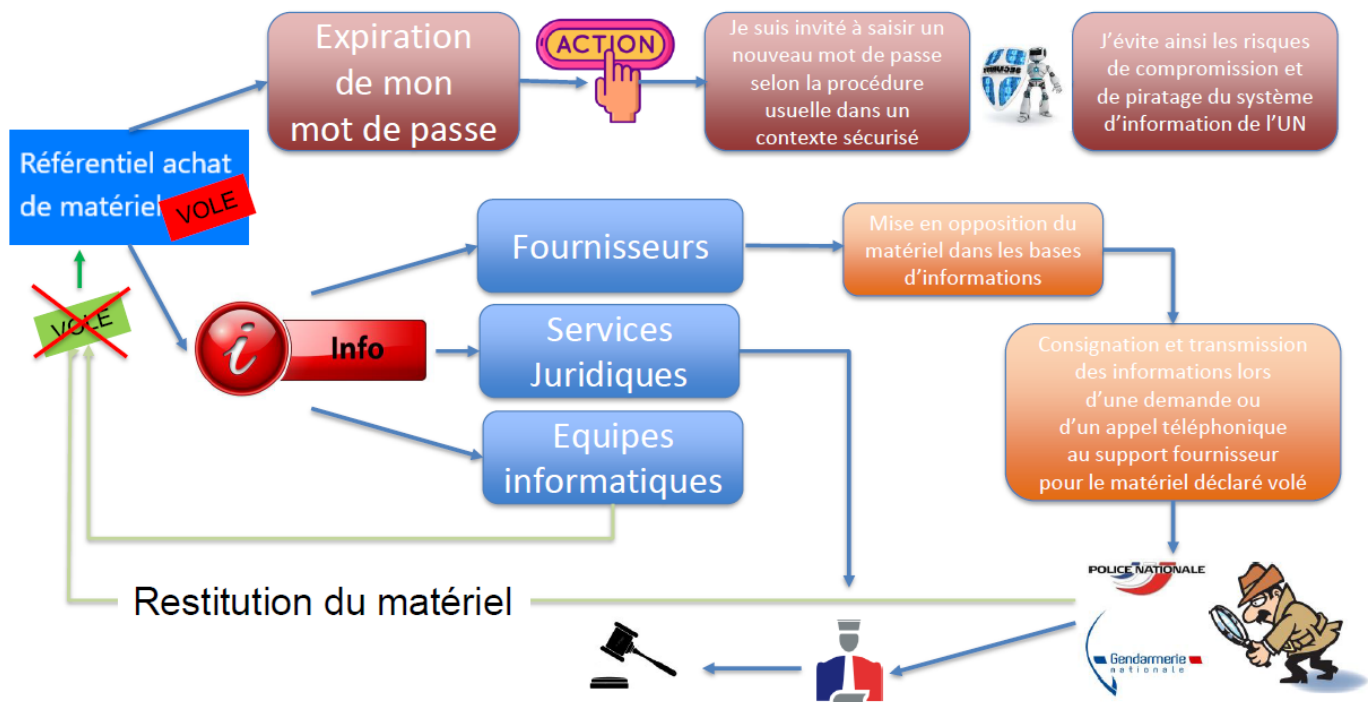 Expiration
de mon
mot de passe
ACTION
Je suis invité à saisir un
nouveau mot de passe
selon la procédure
usuelle dans un
contexte sécurisé
J'évite ainsi les risques
de compromission et
de piratage du système
d'information de l'UN
Référentiel achat
de matériel
VOLE
VOLE
i Info
Fournisseurs
Services
Juridiques
Equipes
informatiques
Mise en opposition du
matériel dans les bases
d'informations
Consignation et transmission
des informations lors
d'une demande ou
d'un appel téléphonique
au support fournisseur
pour le matériel déclaré volé
Restitution du matériel
POLICE NATIONALE
Gendarmerie
nationale